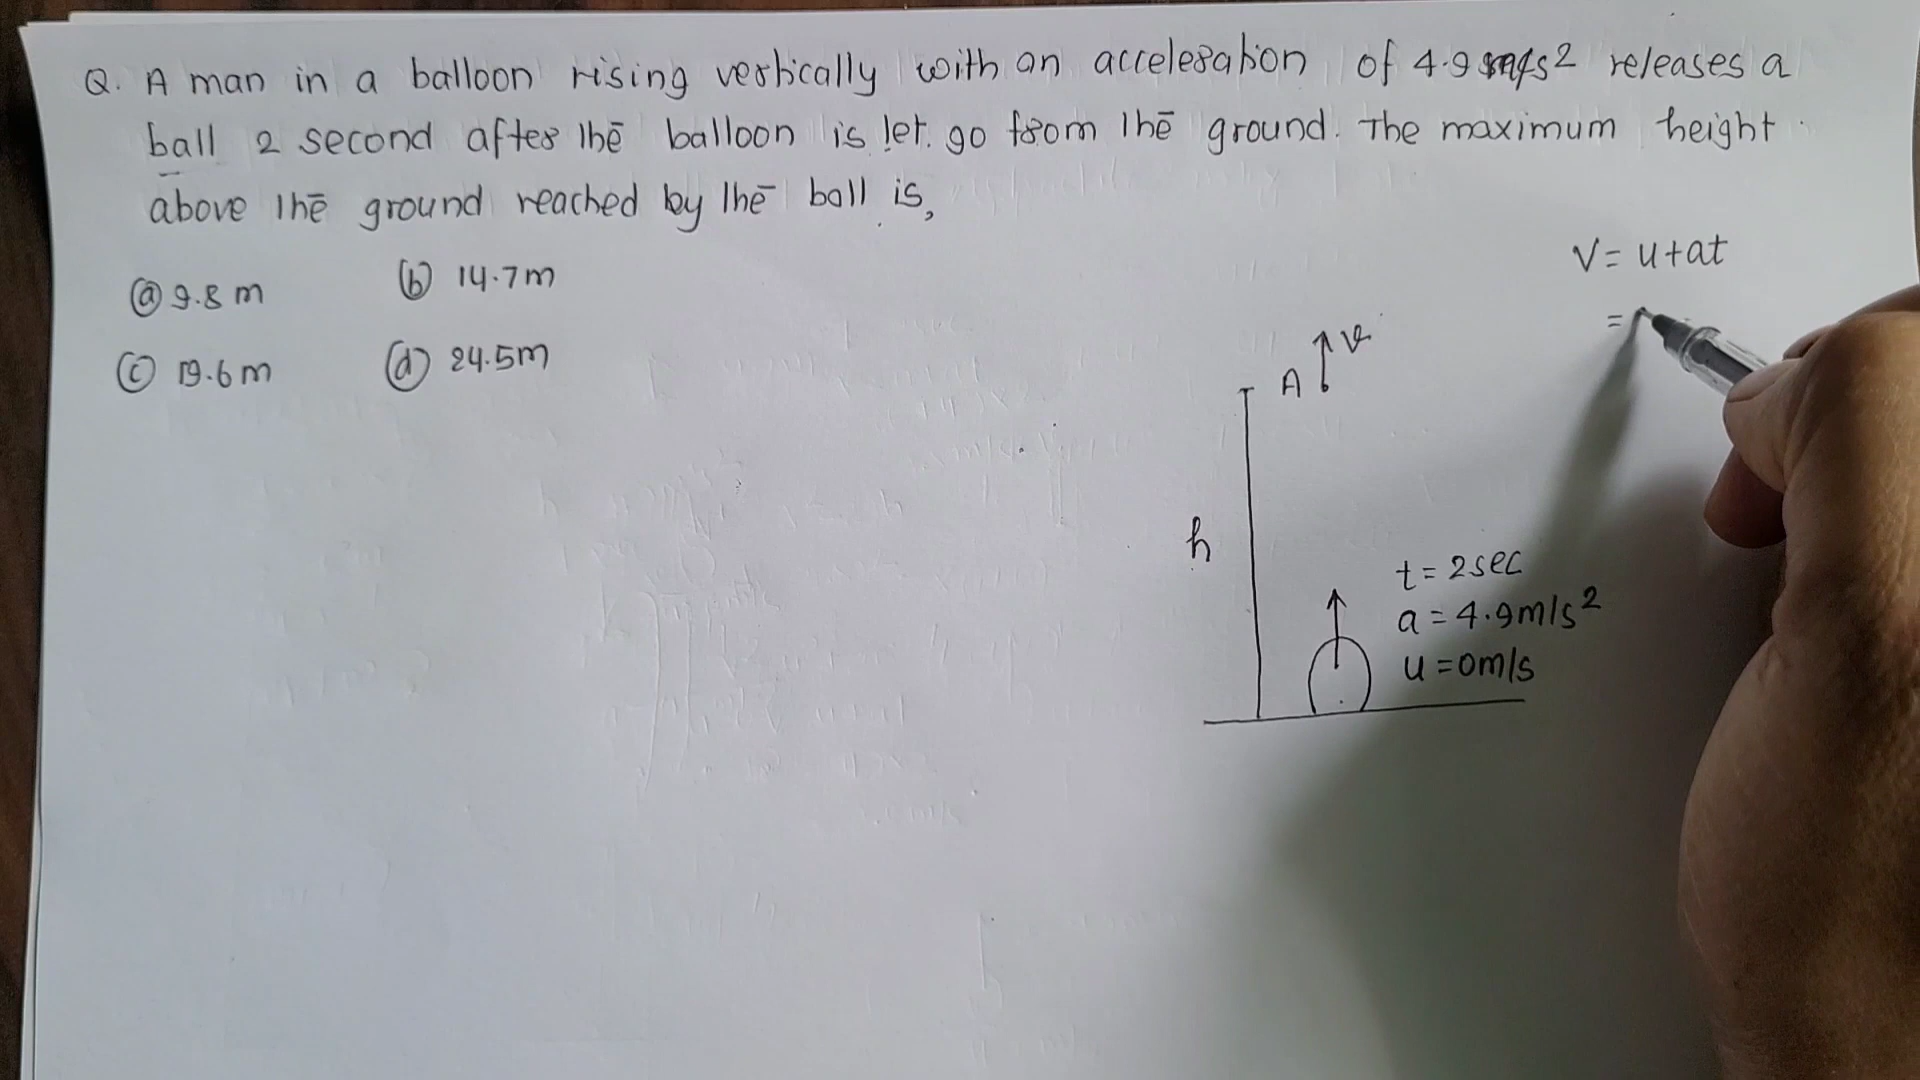 Q. A man in a balloon rising vertically with an acceleration of 4.9 m/s2 releases a
ball 2 second after the balloon is let go from the ground. The maximum height
above the ground reached by the ball is,
(a) 9.8 m (b) 14.7m
(c) 19.6m (d) 24.5m
V = u+at
=
v
A
h
t = 2sec
a = 4.9m/s2
u = 0m/s